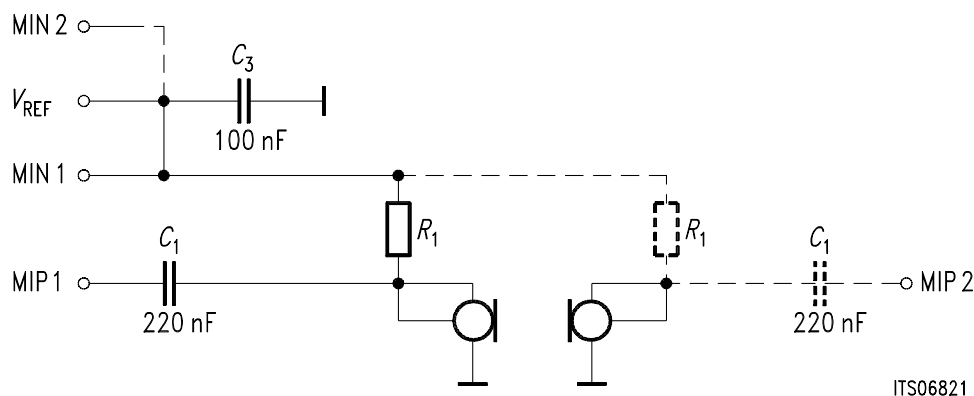 MIN 2
C3
VREF
100 nF
MIN 1
R1
R1
C1
C1
MIP 1
MIP 2
220 nF
220 nF
ITS06821